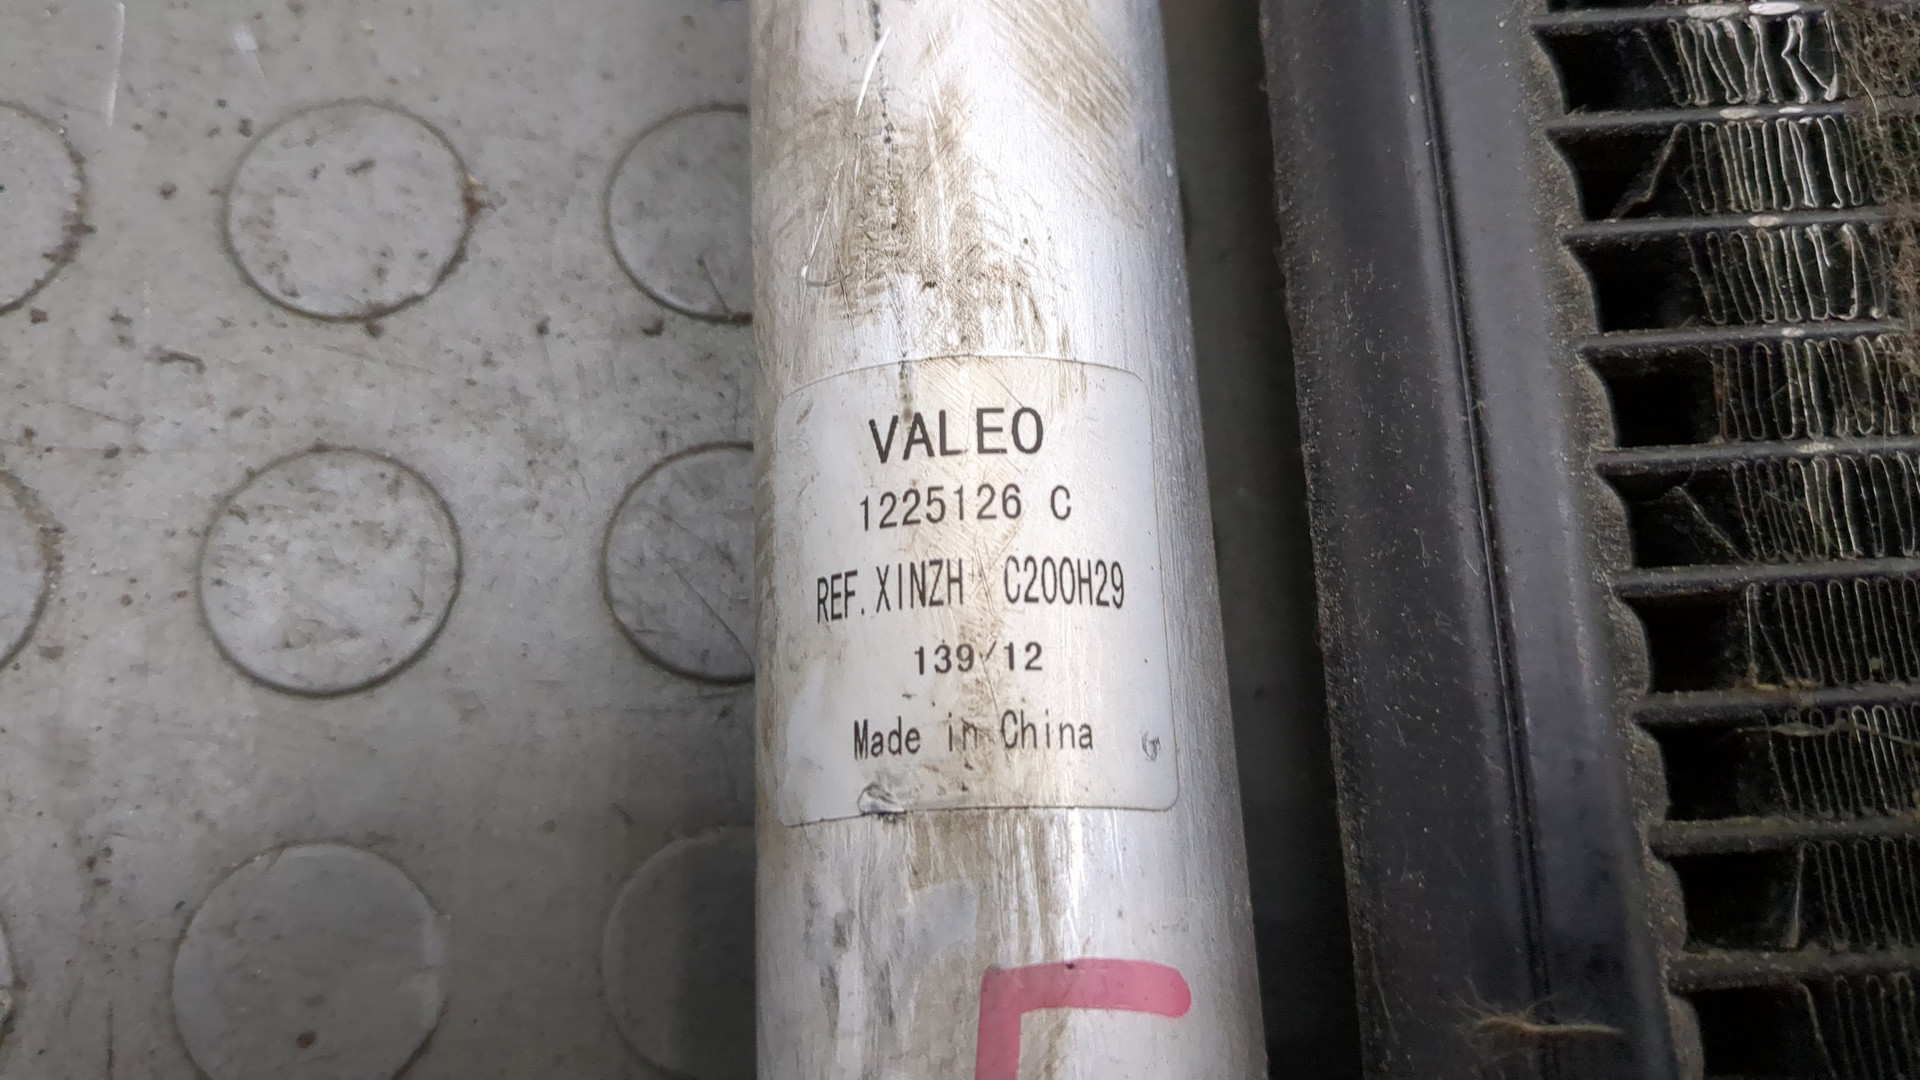 VALEO
1225126 C
REF. XINZH C200H29
139/12
Made in China